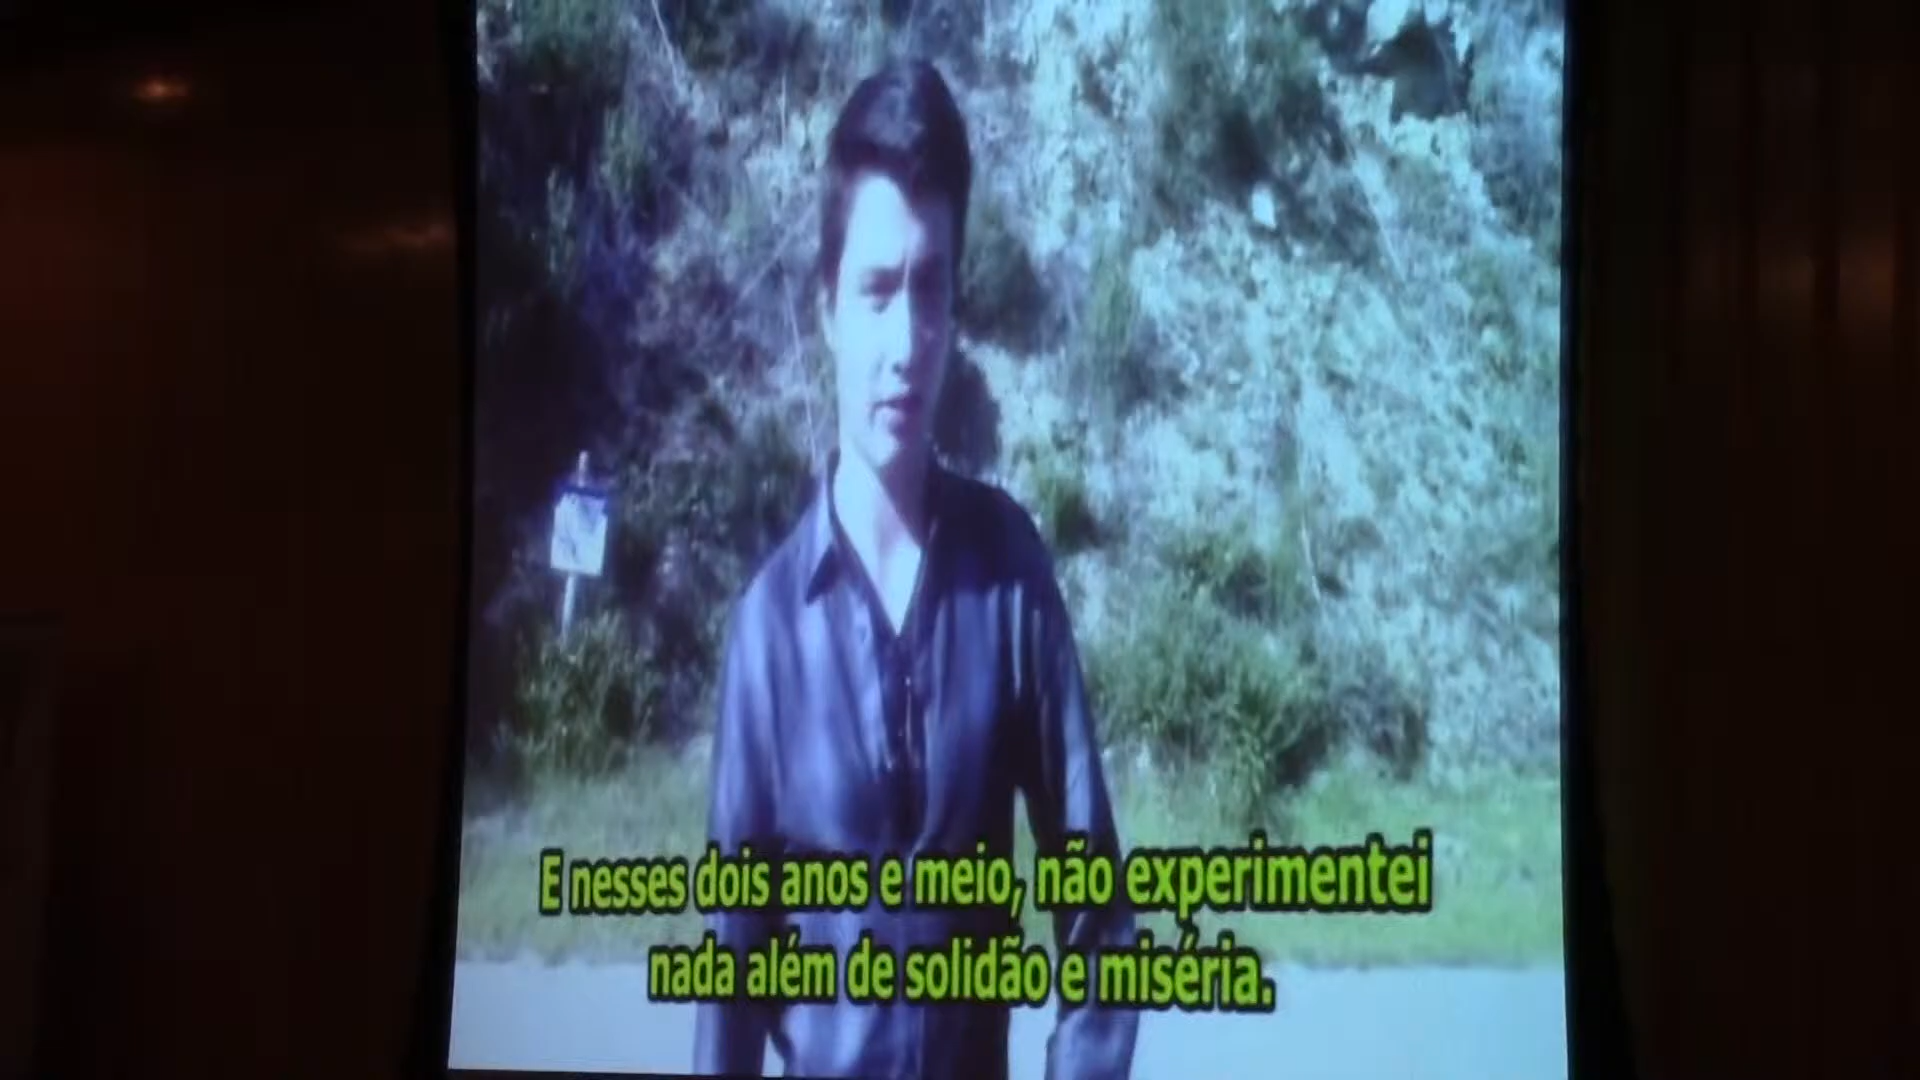 E nesses dois anos e meio, não experimentei
nada além de solidão e miséria.